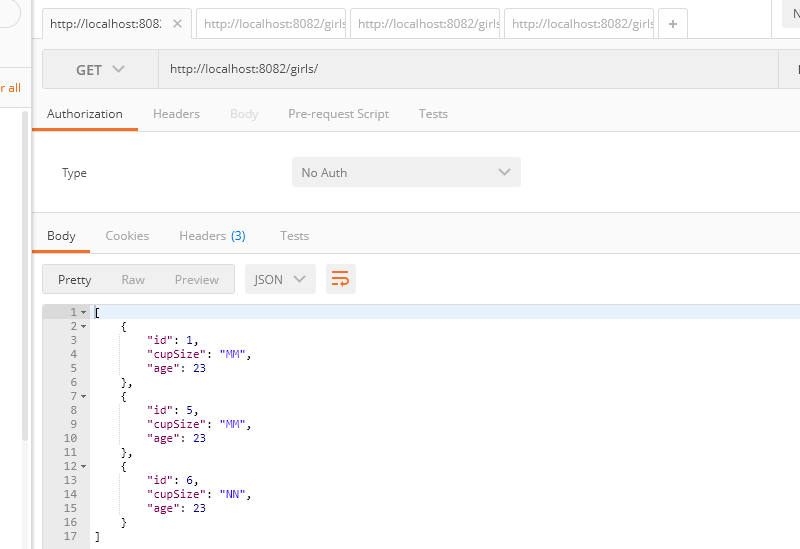 http://localhost:808 http://localhost:8082/girls http://localhost:8082/girls http://localhost:8082/girls + N
GET http://localhost:8082/girls/
r all
Authorization Headers Body Pre-request Script Tests
Type No Auth
Body Cookies Headers (3) Tests
Pretty Raw Preview JSON
1 [
2 {
3 "id": 1,
4 "cupSize": "MM",
5 "age": 23
6 },
7 {
8 "id": 5,
9 "cupSize": "MM",
10 "age": 23
11 },
12 {
13 "id": 6,
14 "cupSize": "NN",
15 "age": 23
16 }
17 ]